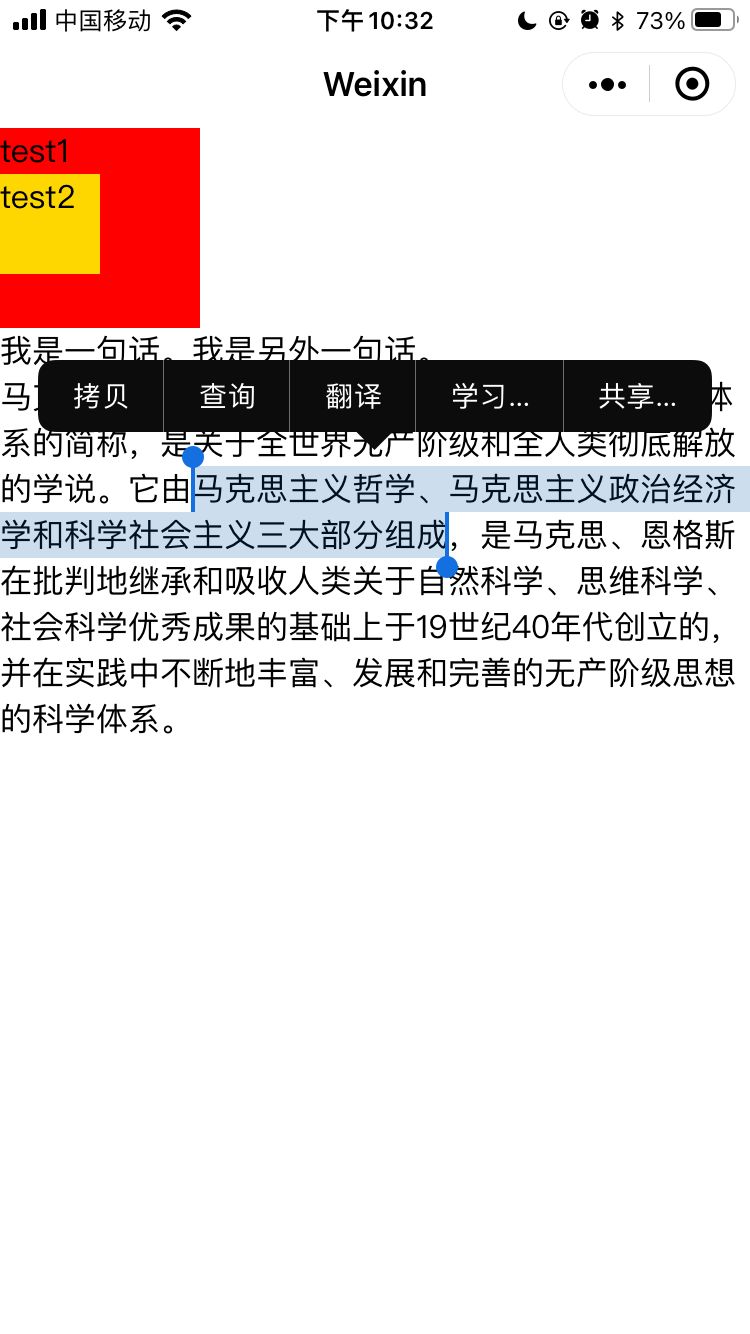 中国移动 下午10:32 73%
Weixin
test1
test2
我是一句话。我是另外一句话。
拷贝 查询 翻译 学习... 共享...
马 体
系的简称，是关于全世界无产阶级和全人类彻底解放
的学说。它由马克思主义哲学、马克思主义政治经济
学和科学社会主义三大部分组成，是马克思、恩格斯
在批判地继承和吸收人类关于自然科学、思维科学、
社会科学优秀成果的基础上于19世纪40年代创立的，
并在实践中不断地丰富、发展和完善的无产阶级思想
的科学体系。